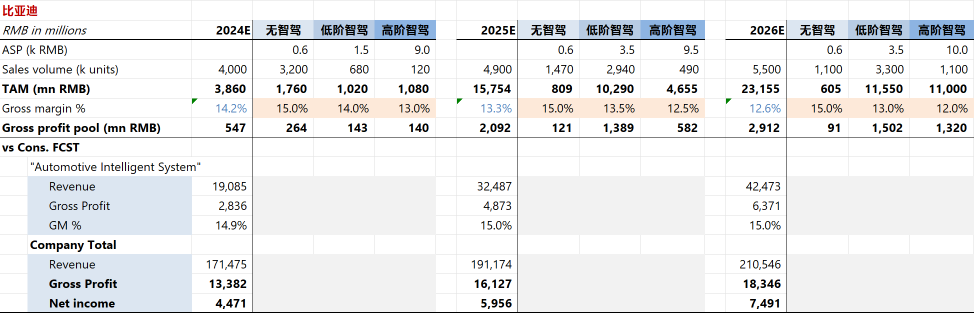 比亚迪
RMB in millions 2024E 无智驾 低阶智驾 高阶智驾 2025E 无智驾 低阶智驾 高阶智驾 2026E 无智驾 低阶智驾 高阶智驾
ASP (k RMB) 0.6 1.5 9.0 0.6 3.5 9.5 0.6 3.5 10.0
Sales volume (k units) 4,000 3,200 680 120 4,900 1,470 2,940 490 5,500 1,100 3,300 1,100
TAM (mn RMB) 3,860 1,760 1,020 1,080 15,754 809 10,290 4,655 23,155 605 11,550 11,000
Gross margin % 14.2% 15.0% 14.0% 13.0% 13.3% 15.0% 13.5% 12.5% 12.6% 15.0% 13.0% 12.0%
Gross profit pool (mn RMB) 547 264 143 140 2,092 121 1,389 582 2,912 91 1,502 1,320
vs Cons. FCST
"Automotive Intelligent System"
Revenue 19,085 32,487 42,473
Gross Profit 2,836 4,873 6,371
GM % 14.9% 15.0% 15.0%
Company Total
Revenue 171,475 191,174 210,546
Gross Profit 13,382 16,127 18,346
Net income 4,471 5,956 7,491